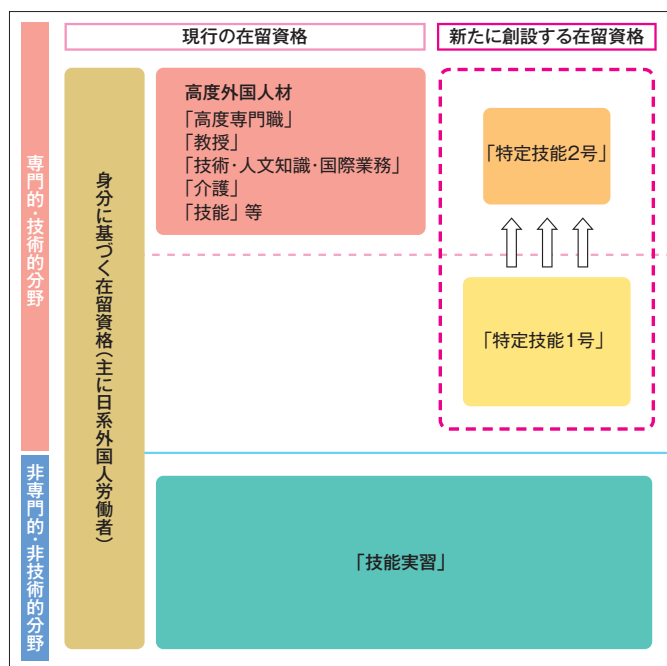 現行の在留資格
新たに創設する在留資格
専門的・技術的分野
非専門的・非技術的分野
身分に基づく在留資格（主に日系外国人労働者）
高度外国人材
「高度専門職」
「教授」
「技術・人文知識・国際業務」
「介護」
「技能」等
「特定技能2号」
「特定技能1号」
「技能実習」